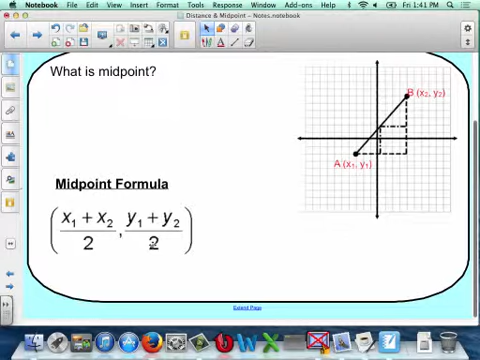 Notebook File Edit View Insert Format Tools Add-ons Window Help Fri 1:41 PM
Distance & Midpoint – Notes.notebook
What is midpoint?
B (x₂, y₂)
A (x₁, y₁)
Midpoint Formula
( x₁ + x₂ / 2 , y₁ + y₂ / 2 )
Extend Page